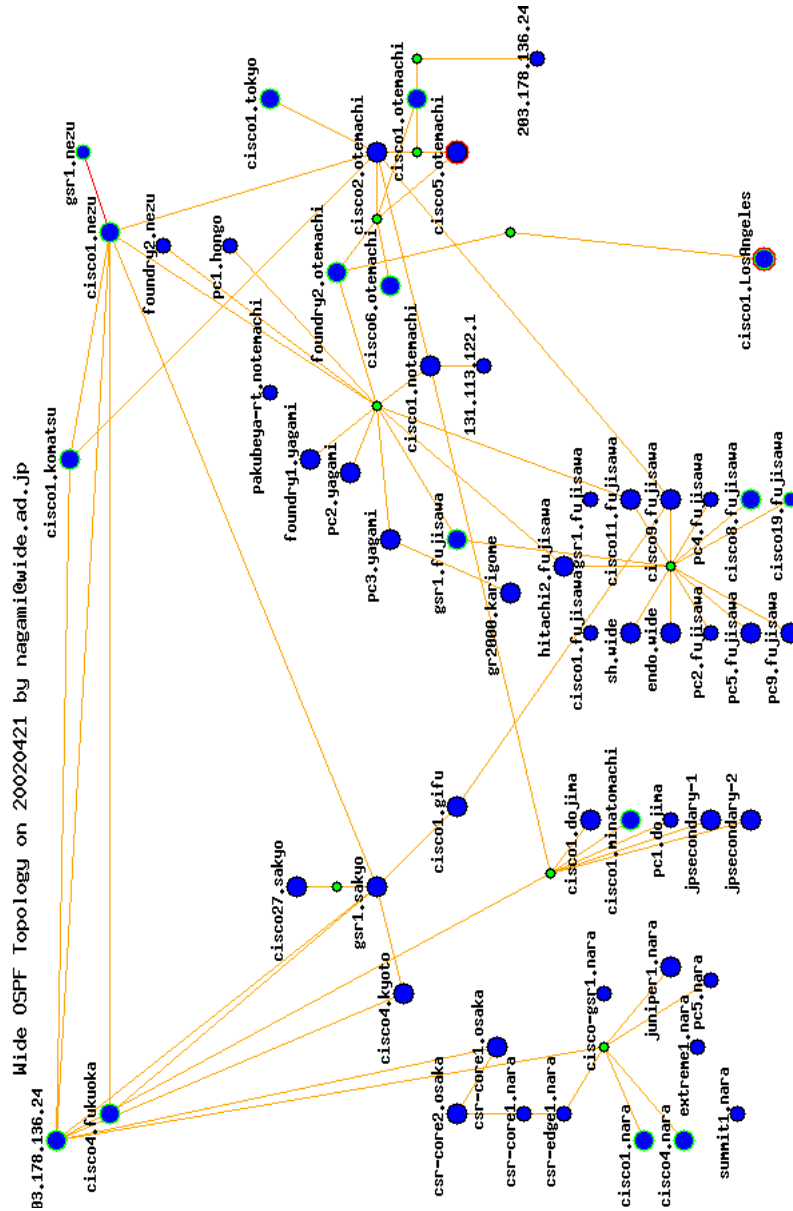 Wide OSPF Topology on 20020421 by nagami@wide.ad.jp
03.178.136.24
cisco4.fukuoka
cisco1.komatsu
gsr1.nezu
cisco1.nezu
foundry2.nezu
pc1.hongo
cisco1.tokyo
cisco2.otemachi
cisco1.otemachi
cisco5.otemachi
203.178.136.24
foundry2.otemachi
cisco6.otemachi
cisco1.LosAngeles
pakubeya-rt.notemachi
cisco1.notemachi
131.113.122.1
foundry1.yagami
pc2.yagami
pc3.yagami
gsr1.fujisawa
gr2000.karigome
hitachi2.fujisawa
gsr1.fujisawa
cisco11.fujisawa
cisco9.fujisawa
pc4.fujisawa
cisco8.fujisawa
cisco19.fujisawa
cisco1.fujisawa
sh.wide
endo.wide
pc2.fujisawa
pc5.fujisawa
pc9.fujisawa
cisco27.sakyo
gsr1.sakyo
cisco1.gifu
cisco4.kyoto
cisco1.dojima
cisco1.minatomachi
pc1.dojima
jpsecondary-1
jpsecondary-2
csr-core2.osaka
csr-core1.osaka
csr-core1.nara
csr-edge1.nara
cisco-gsr1.nara
juniper1.nara
pc5.nara
extreme1.nara
cisco1.nara
cisco4.nara
summit1.nara